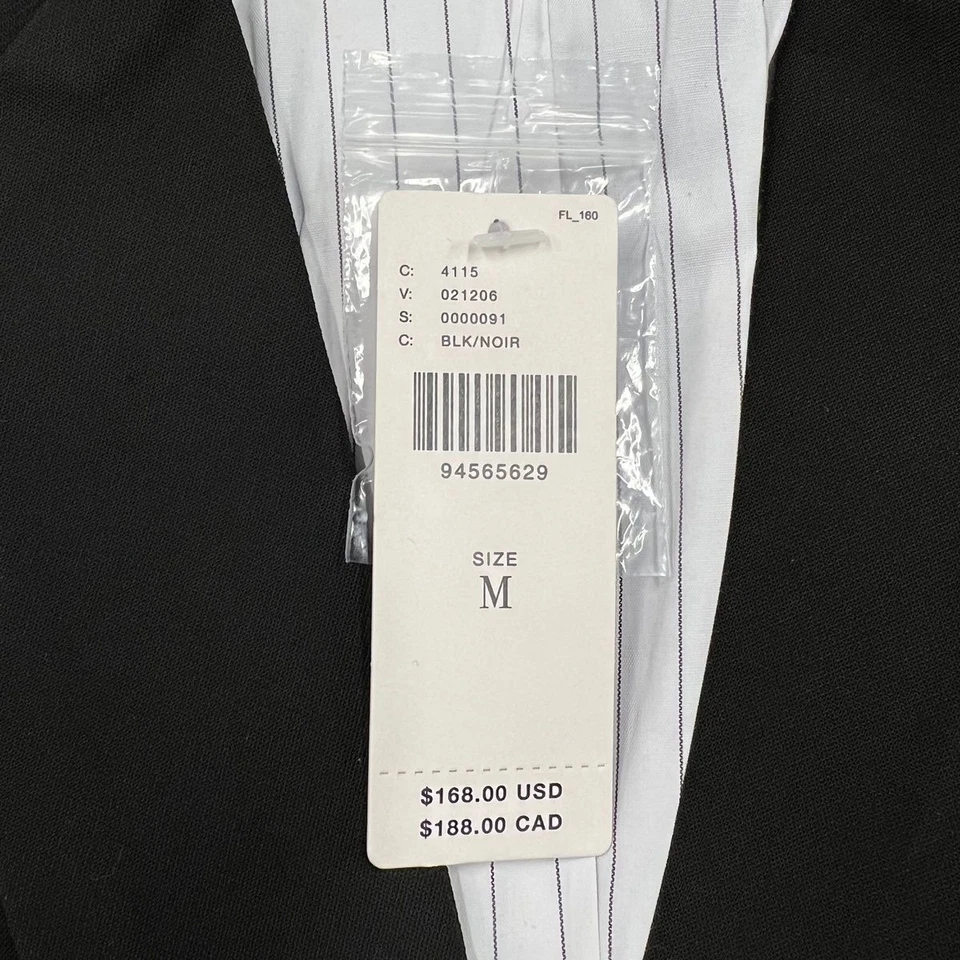 FL_160
C: 4115
V: 021206
S: 0000091
C: BLK/NOIR
94565629
SIZE
M
$168.00 USD
$188.00 CAD